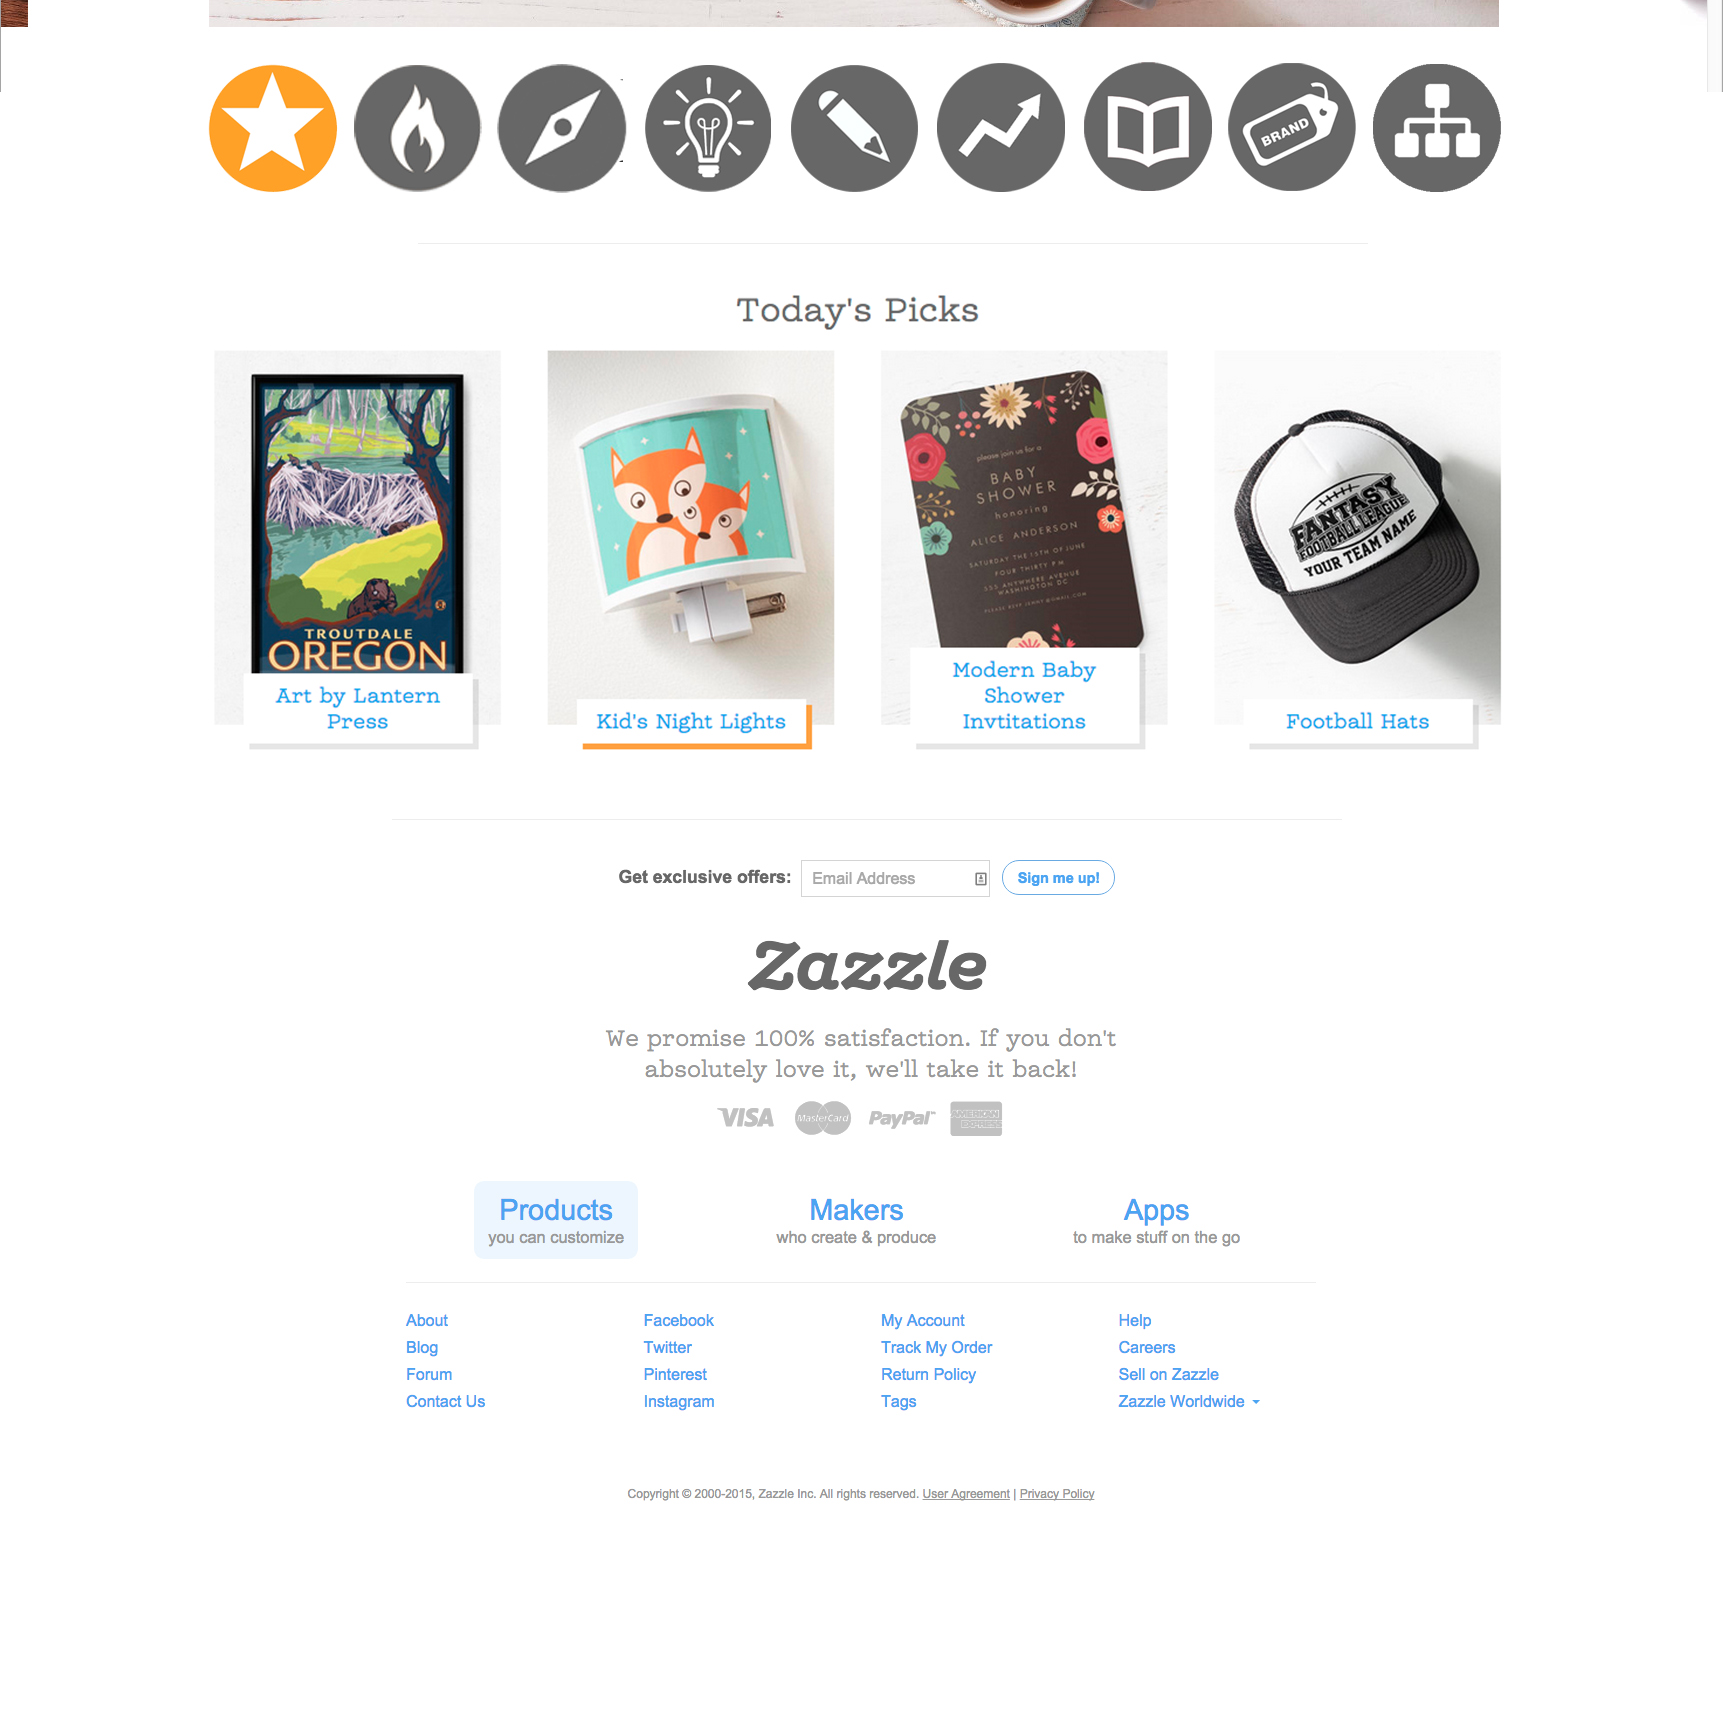 BRAND
Today's Picks
TROUTDALE
OREGON
Art by Lantern
Press
Kid's Night Lights
please join us for a
BABY
SHOWER
honoring
ALICE ANDERSON
SATURDAY THE 15TH OF JUNE
FOUR THIRTY P.M.
555 ANYWHERE AVENUE
WASHINGTON DC
PLEASE RSVP JENNY@GMAIL.COM
Modern Baby
Shower
Invtitations
FANTASY
FOOTBALL LEAGUE
YOUR TEAM NAME
Football Hats
Get exclusive offers: Email Address Sign me up!
Zazzle
We promise 100% satisfaction. If you don't
absolutely love it, we'll take it back!
VISA MasterCard PayPal™ AMERICAN EXPRESS
Products Makers Apps
you can customize who create & produce to make stuff on the go
About Facebook My Account Help
Blog Twitter Track My Order Careers
Forum Pinterest Return Policy Sell on Zazzle
Contact Us Instagram Tags Zazzle Worldwide
Copyright © 2000-2015, Zazzle Inc. All rights reserved. User Agreement | Privacy Policy